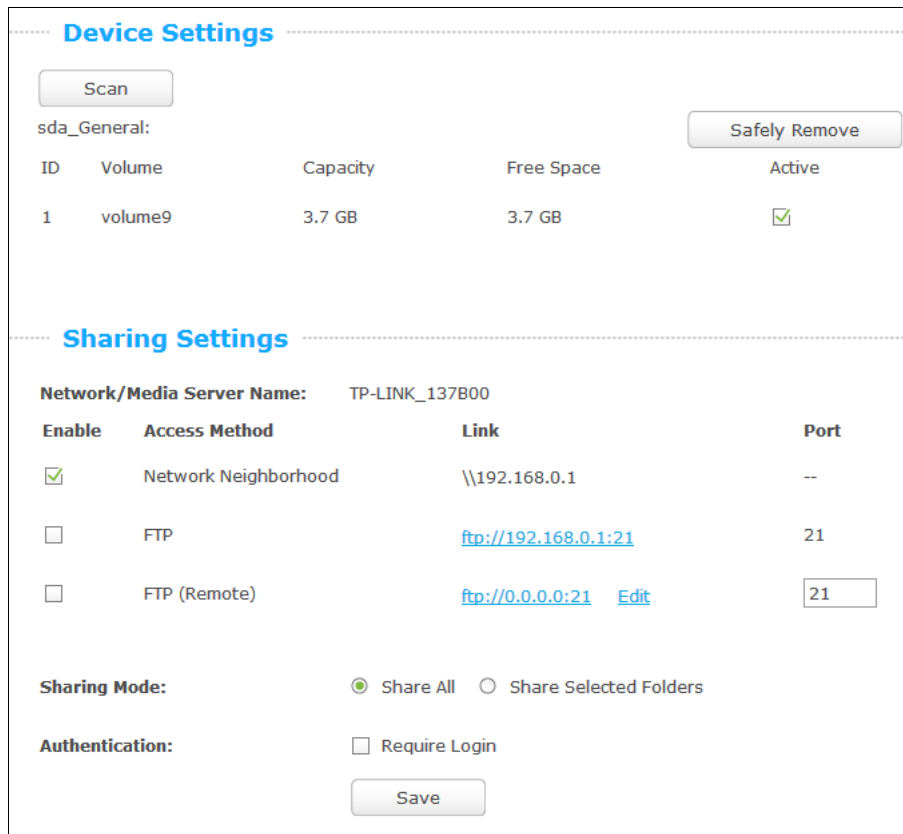 Device Settings
Scan
sda_General:
Safely Remove
ID Volume Capacity Free Space Active
1 volume9 3.7 GB 3.7 GB
Sharing Settings
Network/Media Server Name: TP-LINK_137B00
Enable Access Method Link Port
Network Neighborhood \\192.168.0.1 --
FTP ftp://192.168.0.1:21 21
FTP (Remote) ftp://0.0.0.0:21 Edit 21
Sharing Mode: Share All Share Selected Folders
Authentication: Require Login
Save